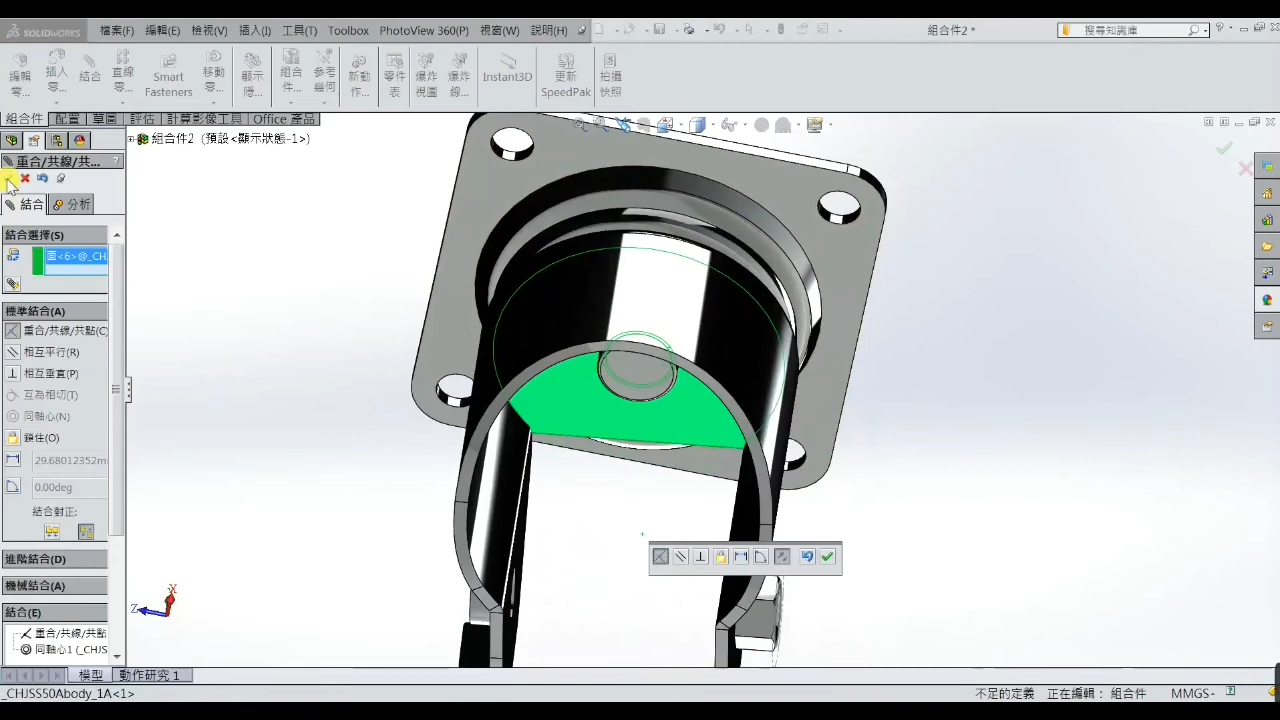 SOLIDWORKS 檔案(F) 編輯(E) 檢視(V) 插入(I) 工具(T) Toolbox PhotoView 360(P) 視窗(W) 說明(H) 組合件2 * 搜尋知識庫
編輯零... 插入零... 結合 直線零... Smart Fasteners 移動零... 顯示隱... 組合件... 參考幾何 新動作... 零件表 爆炸視圖 爆炸線... Instant3D 更新 SpeedPak 拍攝快照
組合件 配置 草圖 評估 計算影像工具 Office 產品
組合件2 (預設<顯示狀態-1>)
重合/共線/共... ?
結合 分析
結合選擇(S)
面<6>@_CHJ
標準結合(A)
重合/共線/共點(C)
相互平行(R)
相互垂直(P)
互為相切(T)
同軸心(N)
鎖住(O)
29.68012352m
0.00deg
結合對正:
進階結合(D)
機械結合(A)
結合(E)
重合/共線/共點
同軸心1 (_CHJS
X
Z
模型 動作研究 1
_CHJSS50Abody_1A<1> 不足的定義 正在編輯: 組合件 MMGS